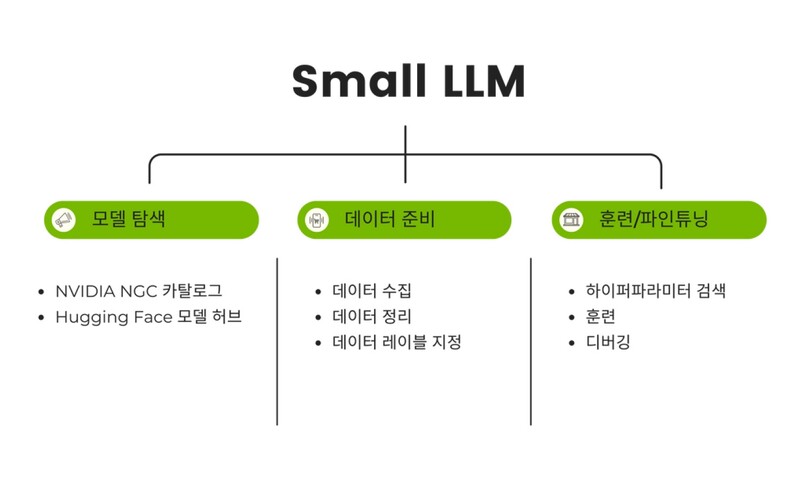 Small LLM
모델 탐색
NVIDIA NGC 카탈로그
Hugging Face 모델 허브
데이터 준비
데이터 수집
데이터 정리
데이터 레이블 지정
훈련/파인튜닝
하이퍼파라미터 검색
훈련
디버깅